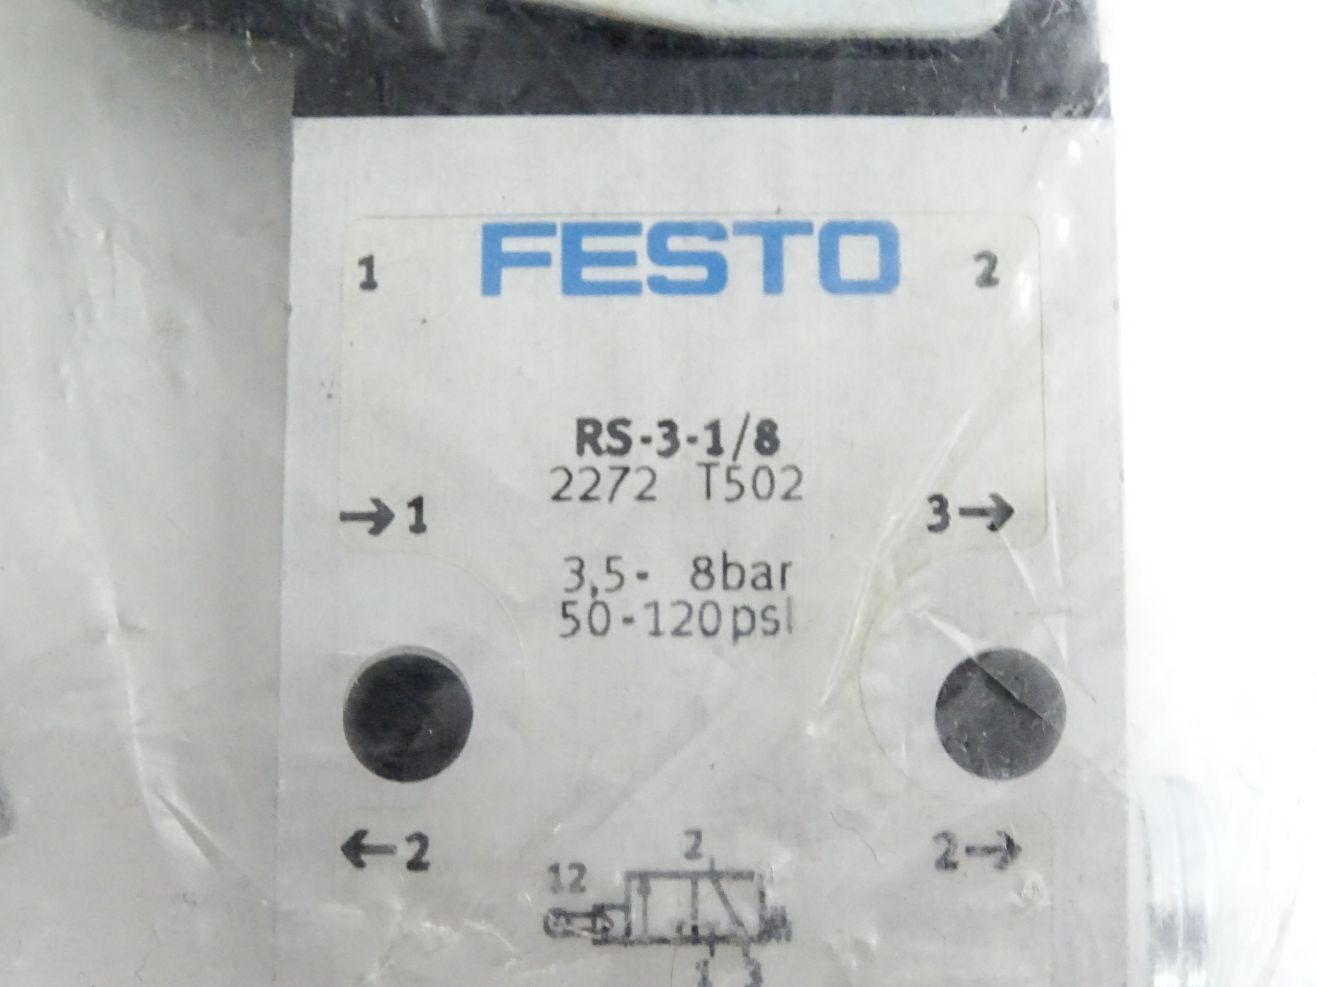 1 FESTO 2
RS-3-1/8
2272 T502
→1 3→
3,5- 8bar
50-120psi
←2 2→
2
12
1 3